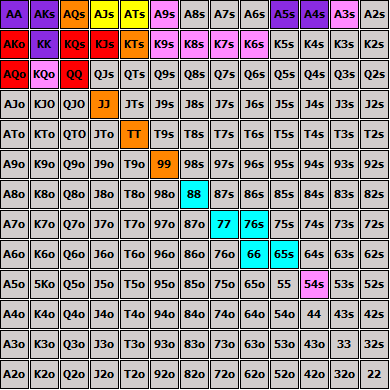 AA AKs AQs AJs ATs A9s A8s A7s A6s A5s A4s A3s A2s
AKo KK KQs KJs KTs K9s K8s K7s K6s K5s K4s K3s K2s
AQo KQo QQ QJs QTs Q9s Q8s Q7s Q6s Q5s Q4s Q3s Q2s
AJo KJO QJO JJ JTs J9s J8s J7s J6s J5s J4s J3s J2s
ATo KTo QTO JTo TT T9s T8s T7s T6s T5s T4s T3s T2s
A9o K9o Q9o J9o T9o 99 98s 97s 96s 95s 94s 93s 92s
A8o K8o Q8o J8o T8o 98o 88 87s 86s 85s 84s 83s 82s
A7o K7o Q7o J7o T7o 97o 87o 77 76s 75s 74s 73s 72s
A6o K6o Q6o J6o T6o 96o 86o 76o 66 65s 64s 63s 62s
A5o 5Ko Q5o J5o T5o 95o 85o 75o 65o 55 54s 53s 52s
A4o K4o Q4o J4o T4o 94o 84o 74o 64o 54o 44 43s 42s
A3o K3o Q3o J3o T3o 93o 83o 73o 63o 53o 43o 33 32s
A2o K2o Q2o J2o T2o 92o 82o 72o 62o 52o 42o 32o 22